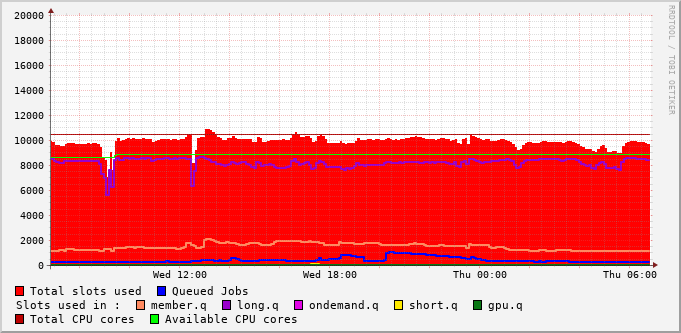 20000
18000
16000
14000
12000
10000
8000
6000
4000
2000
0
Wed 12:00 Wed 18:00 Thu 00:00 Thu 06:00
RRDTOOL / TOBI OETIKER
Total slots used Queued Jobs
Slots used in : member.q long.q ondemand.q short.q gpu.q
Total CPU cores Available CPU cores